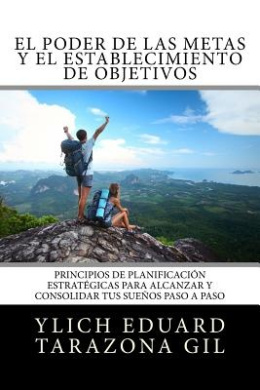 EL PODER DE LAS METAS
Y EL ESTABLECIMIENTO
DE OBJETIVOS
PRINCIPIOS DE PLANIFICACIÓN
ESTRATÉGICAS PARA ALCANZAR Y
CONSOLIDAR TUS SUEÑOS PASO A PASO
YLICH EDUARD
TARAZONA GIL